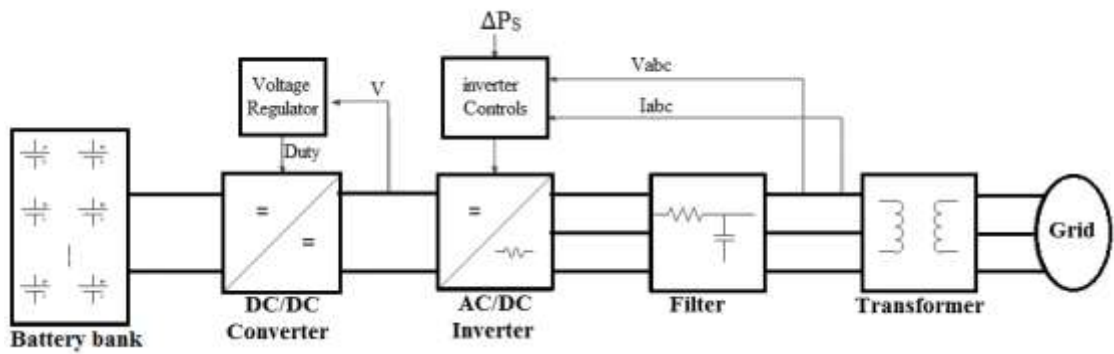 ΔPs
Voltage
Regulator
V
inverter
Controls
Vabc
Iabc
Duty
=
=
=
Grid
DC/DC
Converter
AC/DC
Inverter
Filter
Transformer
Battery bank